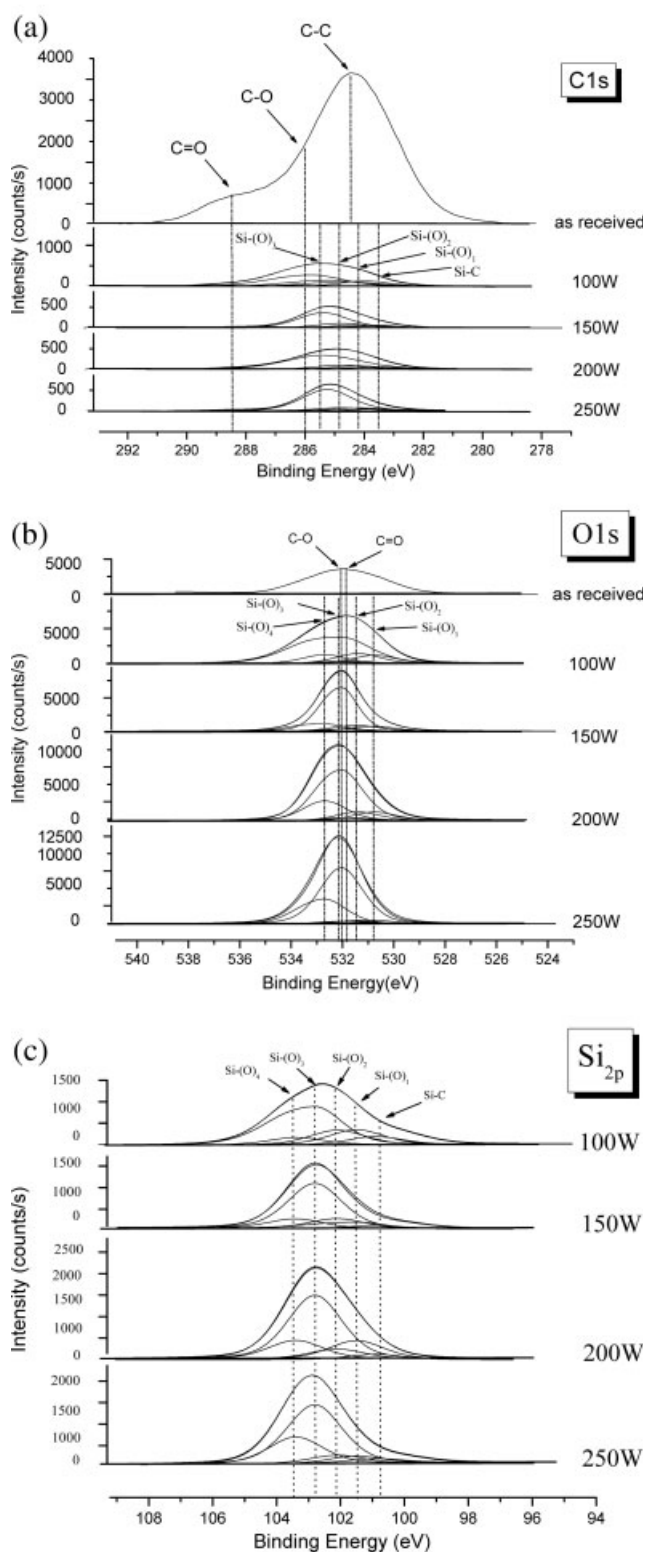 (a)
C1s
C-C
C-O
C=O
4000
3000
2000
1000
0
as received
Si-(O)3
Si-(O)2
Si-(O)1
Si-C
1000
0
100W
500
0
150W
500
0
200W
500
0
250W
Intensity (counts/s)
292 290 288 286 284 282 280 278
Binding Energy (eV)
(b)
O1s
C-O
C=O
5000
0
as received
Si-(O)3
Si-(O)2
Si-(O)4
Si-(O)1
5000
0
100W
5000
0
150W
10000
5000
0
200W
12500
10000
5000
0
250W
Intensity (counts/s)
540 538 536 534 532 530 528 526 524
Binding Energy(eV)
(c)
Si2p
Si-(O)4
Si-(O)3
Si-(O)2
Si-(O)1
Si-C
1500
1000
0
100W
1500
1000
0
150W
2500
2000
1500
1000
0
200W
2000
1500
1000
0
250W
Intensity (counts/s)
108 106 104 102 100 98 96 94
Binding Energy (eV)